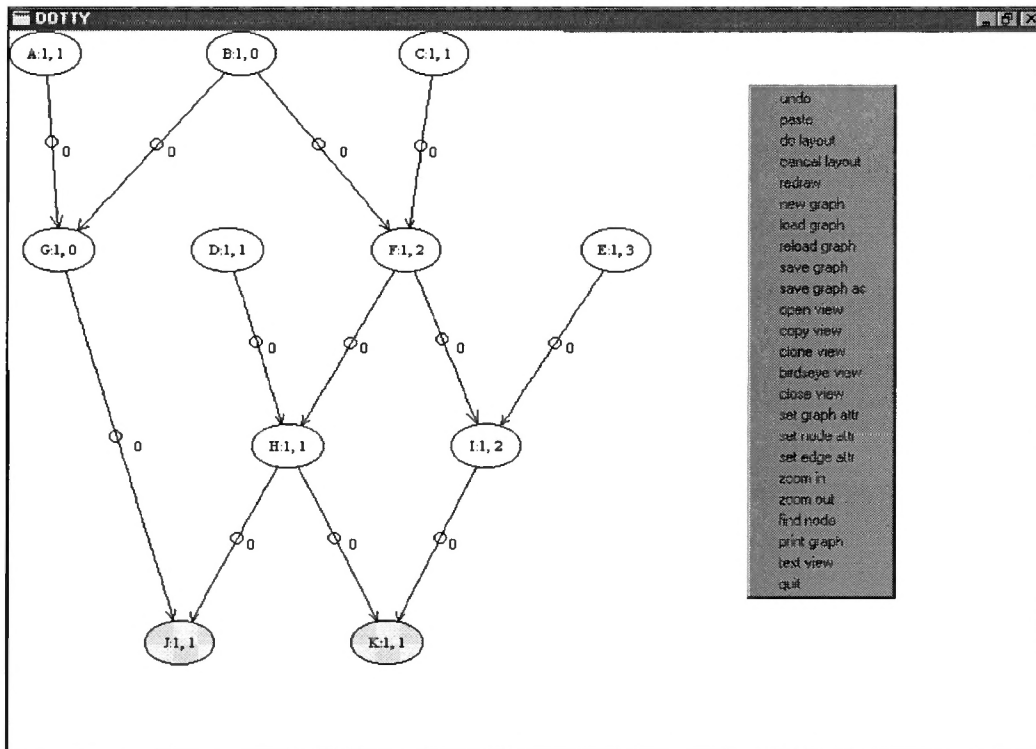 DOTTY
A:1, 1
B:1, 0
C:1, 1
0
0
0
0
G:1, 0
D:1, 1
F:1, 2
E:1, 3
0
0
0
0
0
H:1, 1
I:1, 2
0
0
0
J:1, 1
K:1, 1
undo
paste
do layout
cancel layout
redraw
new graph
load graph
reload graph
save graph
save graph as
open view
copy view
clone view
birdseye view
close view
set graph attr
set node attr
set edge attr
zoom in
zoom out
find node
print graph
text view
quit